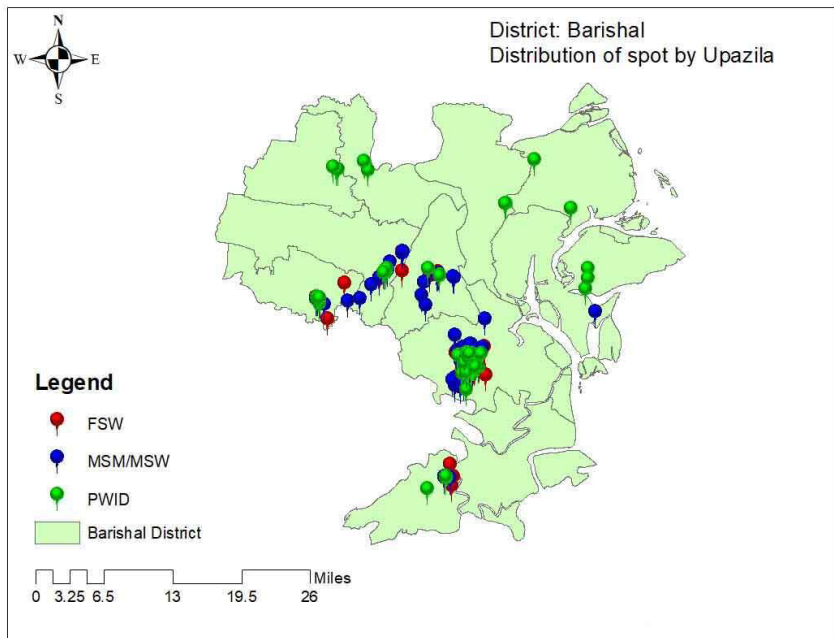 District: Barishal
Distribution of spot by Upazila
N
W E
S
Legend
FSW
MSM/MSW
PWID
Barishal District
Miles
0 3.25 6.5 13 19.5 26